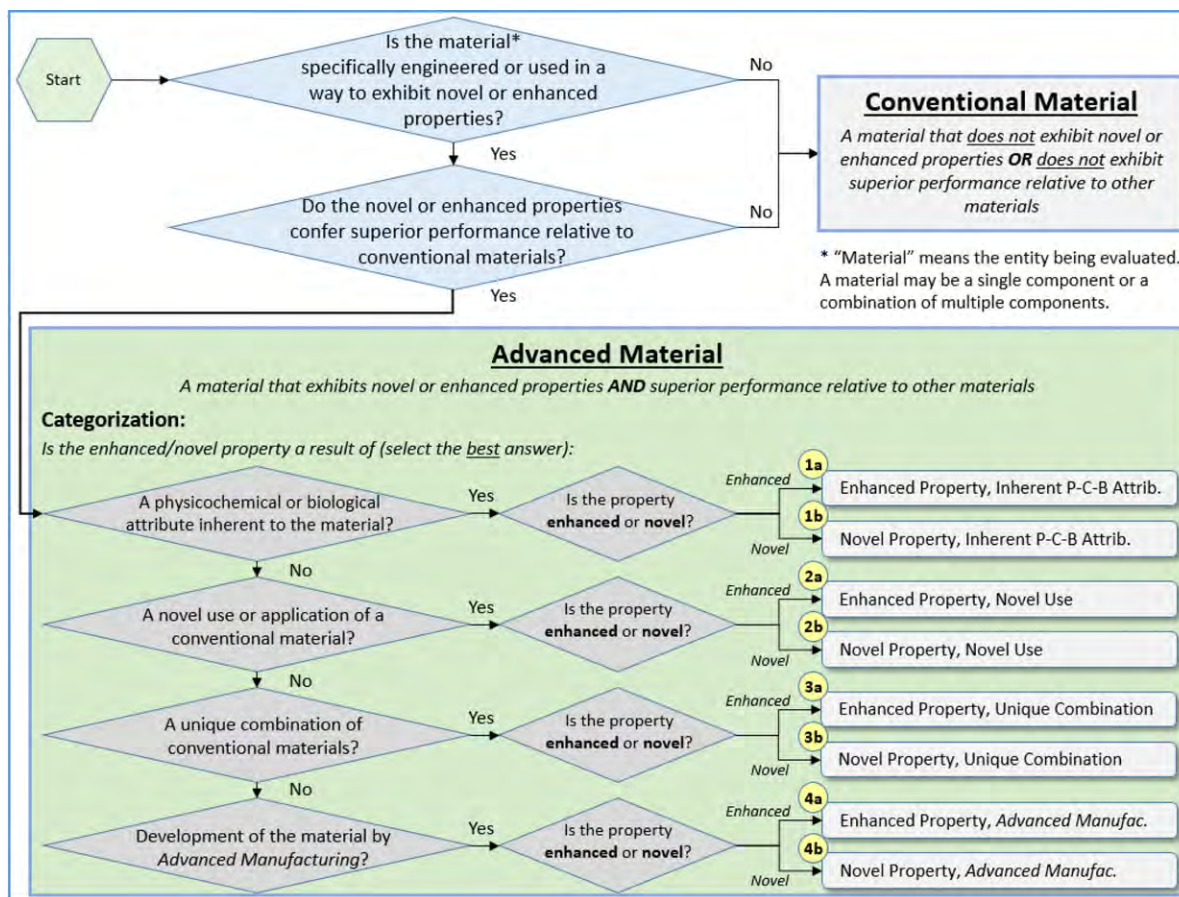 Start
Is the material*
specifically engineered or used in a
way to exhibit novel or enhanced
properties?
No
Yes
Do the novel or enhanced properties
confer superior performance relative to
conventional materials?
No
Yes
Conventional Material
A material that does not exhibit novel or
enhanced properties OR does not exhibit
superior performance relative to other
materials
* “Material” means the entity being evaluated.
A material may be a single component or a
combination of multiple components.
Advanced Material
A material that exhibits novel or enhanced properties AND superior performance relative to other materials
Categorization:
Is the enhanced/novel property a result of (select the best answer):
A physicochemical or biological
attribute inherent to the material?
Yes
Is the property
enhanced or novel?
Enhanced
1a
Enhanced Property, Inherent P-C-B Attrib.
Novel
1b
Novel Property, Inherent P-C-B Attrib.
No
A novel use or application of a
conventional material?
Yes
Is the property
enhanced or novel?
Enhanced
2a
Enhanced Property, Novel Use
Novel
2b
Novel Property, Novel Use
No
A unique combination of
conventional materials?
Yes
Is the property
enhanced or novel?
Enhanced
3a
Enhanced Property, Unique Combination
Novel
3b
Novel Property, Unique Combination
No
Development of the material by
Advanced Manufacturing?
Yes
Is the property
enhanced or novel?
Enhanced
4a
Enhanced Property, Advanced Manufac.
Novel
4b
Novel Property, Advanced Manufac.